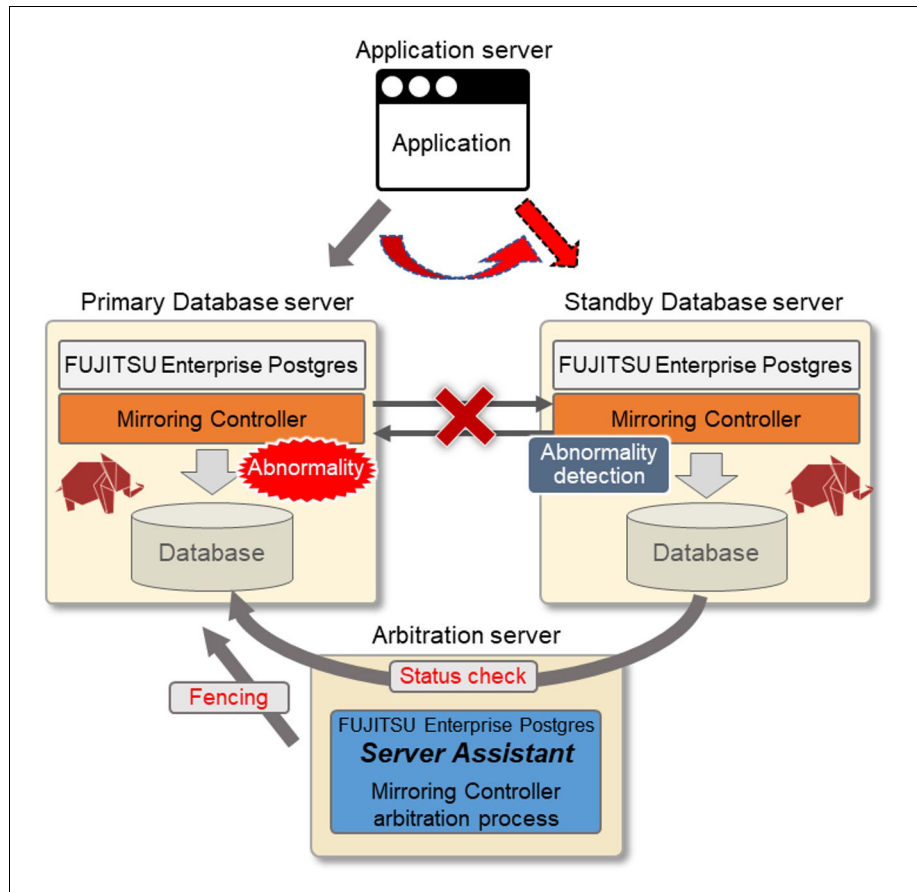 Application server
Application
Primary Database server
Standby Database server
FUJITSU Enterprise Postgres
Mirroring Controller
Abnormality
Database
FUJITSU Enterprise Postgres
Mirroring Controller
Abnormality
detection
Database
Arbitration server
Status check
Fencing
FUJITSU Enterprise Postgres
Server Assistant
Mirroring Controller
arbitration process